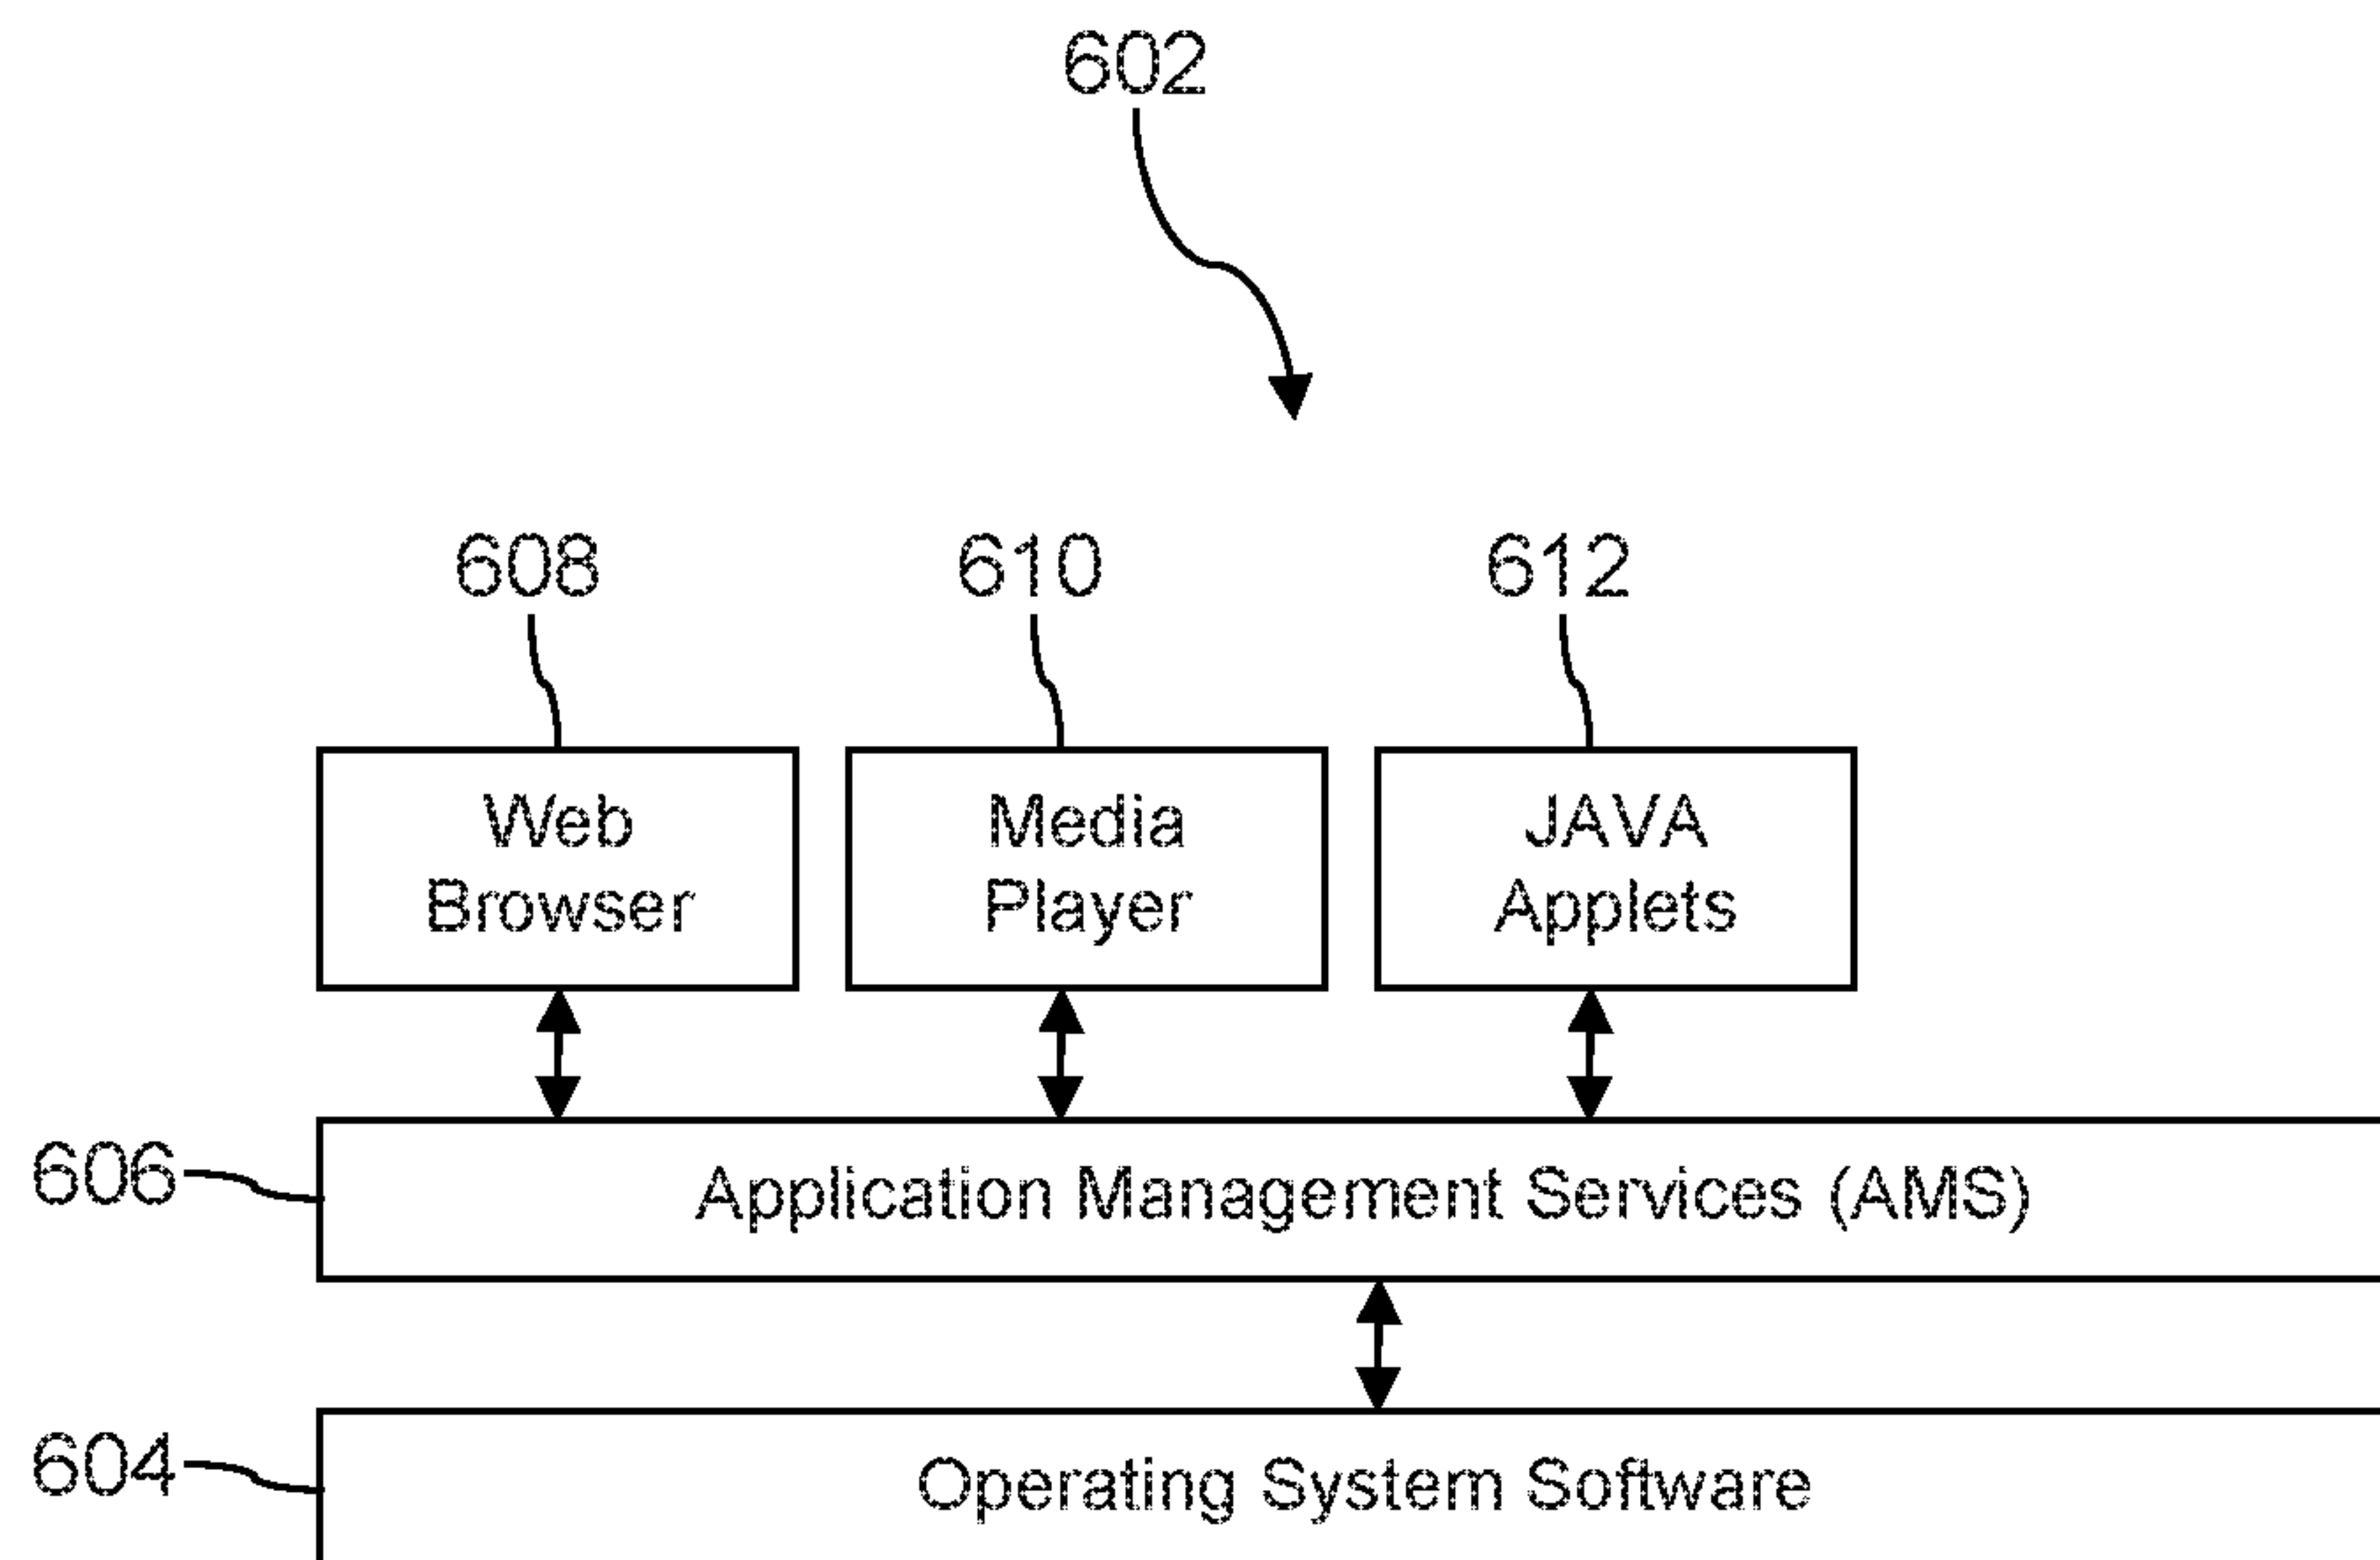 602
608
610
612
Web
Browser
Media
Player
JAVA
Applets
606
Application Management Services (AMS)
604
Operating System Software